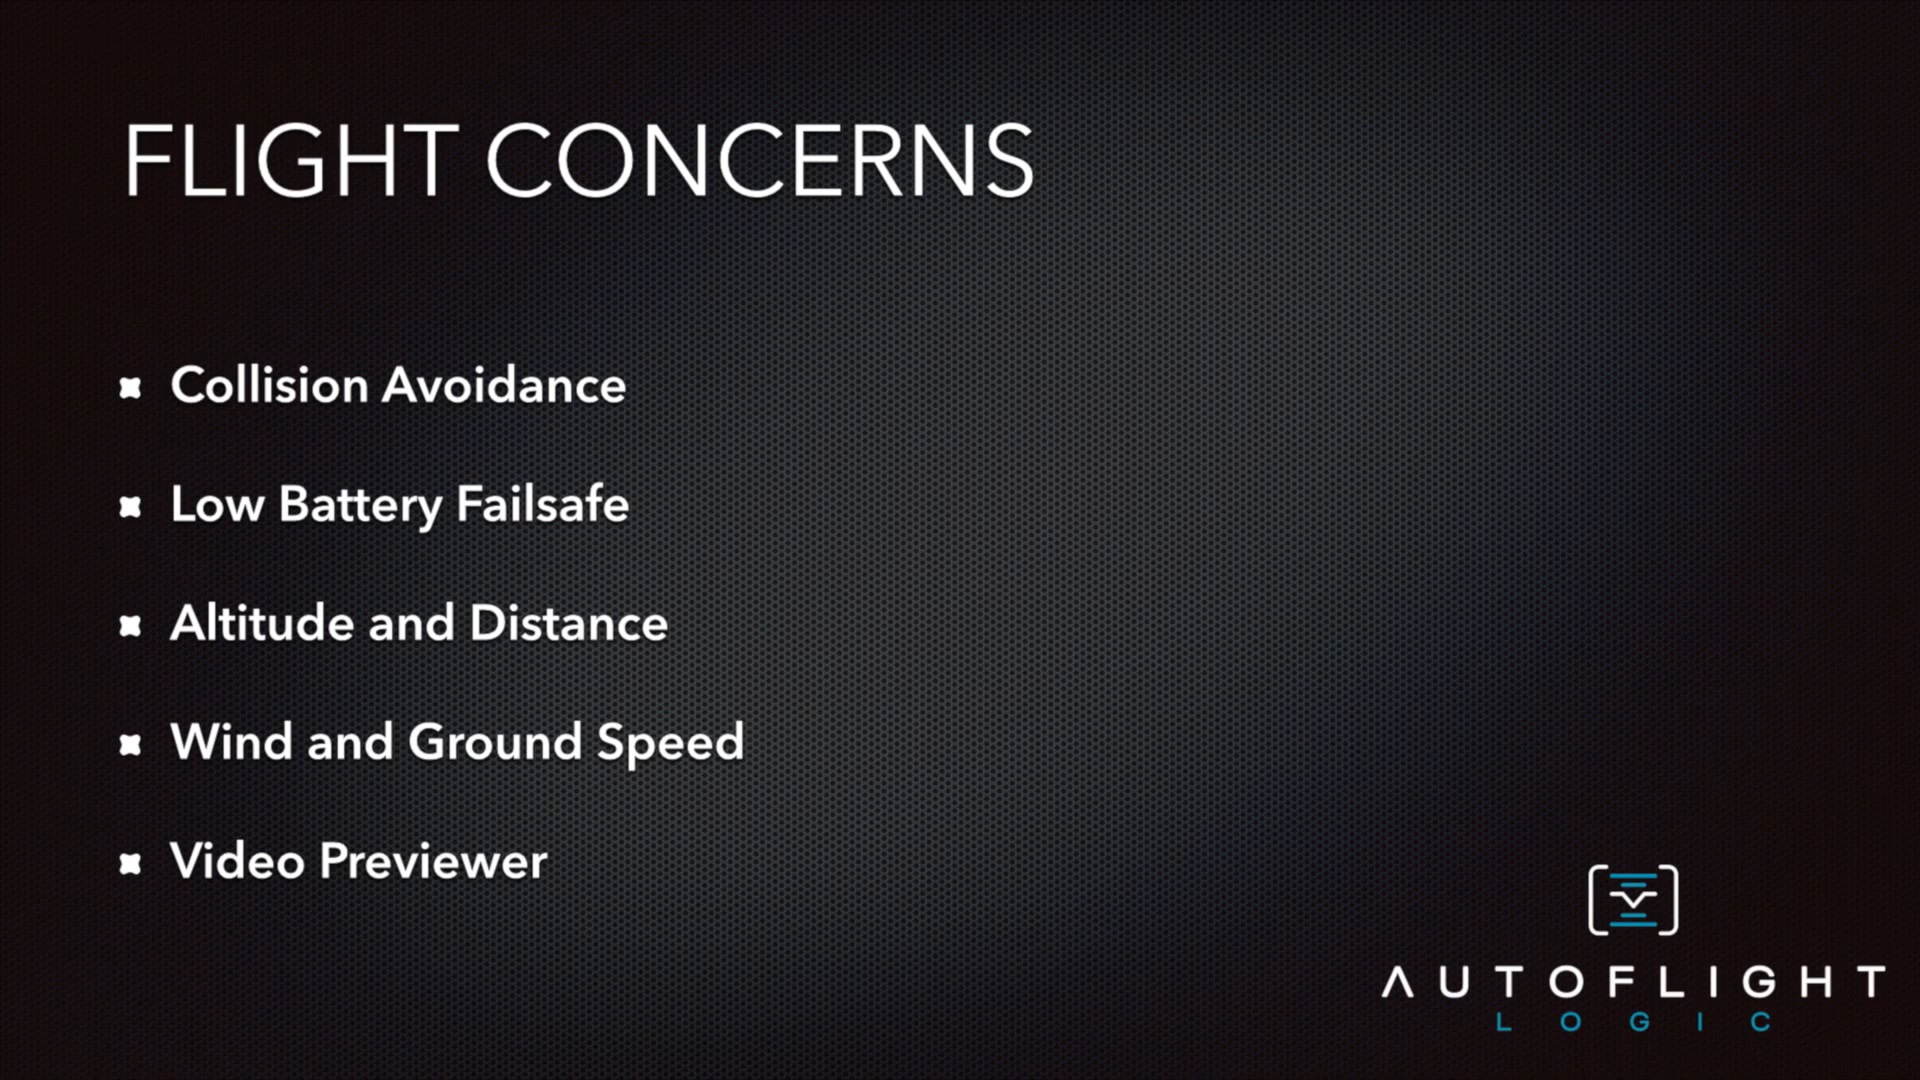 FLIGHT CONCERNS
Collision Avoidance
Low Battery Failsafe
Altitude and Distance
Wind and Ground Speed
Video Previewer
AUTOFLIGHT
LOGIC